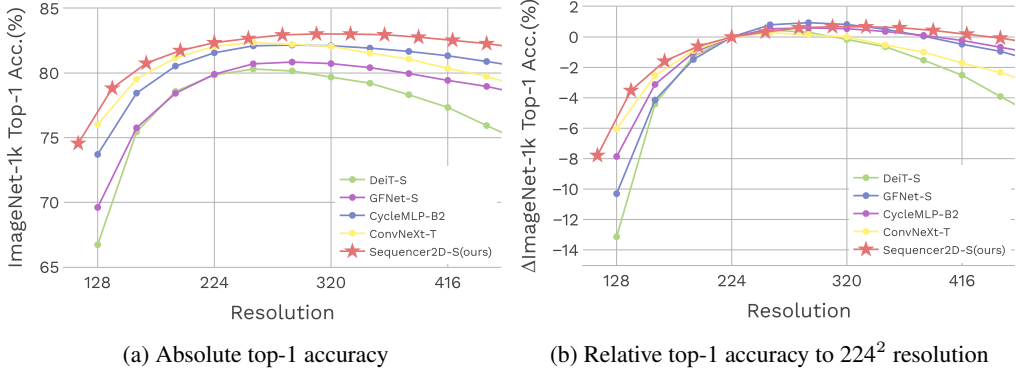 ImageNet-1k Top-1 Acc.(%)
85
80
75
70
65
128
224
320
416
Resolution
DeiT-S
GFNet-S
CycleMLP-B2
ConvNeXt-T
Sequencer2D-S(ours)
(a) Absolute top-1 accuracy
ΔImageNet-1k Top-1 Acc.(%)
2
0
−2
−4
−6
−8
−10
−12
−14
128
224
320
416
Resolution
DeiT-S
GFNet-S
CycleMLP-B2
ConvNeXt-T
Sequencer2D-S(ours)
(b) Relative top-1 accuracy to 224² resolution